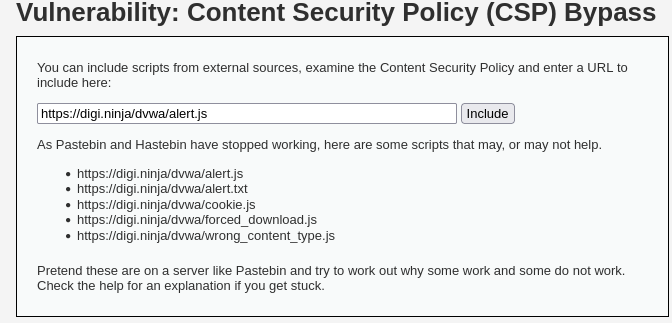 Vulnerability: Content Security Policy (CSP) Bypass
You can include scripts from external sources, examine the Content Security Policy and enter a URL to
include here:
https://digi.ninja/dvwa/alert.js Include
As Pastebin and Hastebin have stopped working, here are some scripts that may, or may not help.
https://digi.ninja/dvwa/alert.js
https://digi.ninja/dvwa/alert.txt
https://digi.ninja/dvwa/cookie.js
https://digi.ninja/dvwa/forced_download.js
https://digi.ninja/dvwa/wrong_content_type.js
Pretend these are on a server like Pastebin and try to work out why some work and some do not work.
Check the help for an explanation if you get stuck.